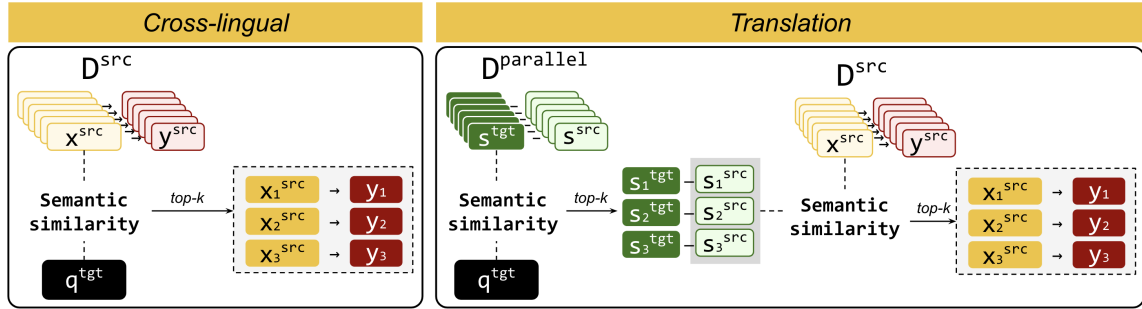 Cross-lingual
D^src
x^src
y^src
Semantic
similarity
top-k
x₁^src → y₁
x₂^src → y₂
x₃^src → y₃
q^tgt
Translation
D^parallel
s^tgt
s^src
Semantic
similarity
top-k
s₁^tgt s₁^src
s₂^tgt s₂^src
s₃^tgt s₃^src
q^tgt
D^src
x^src
y^src
Semantic
similarity
top-k
x₁^src → y₁
x₂^src → y₂
x₃^src → y₃